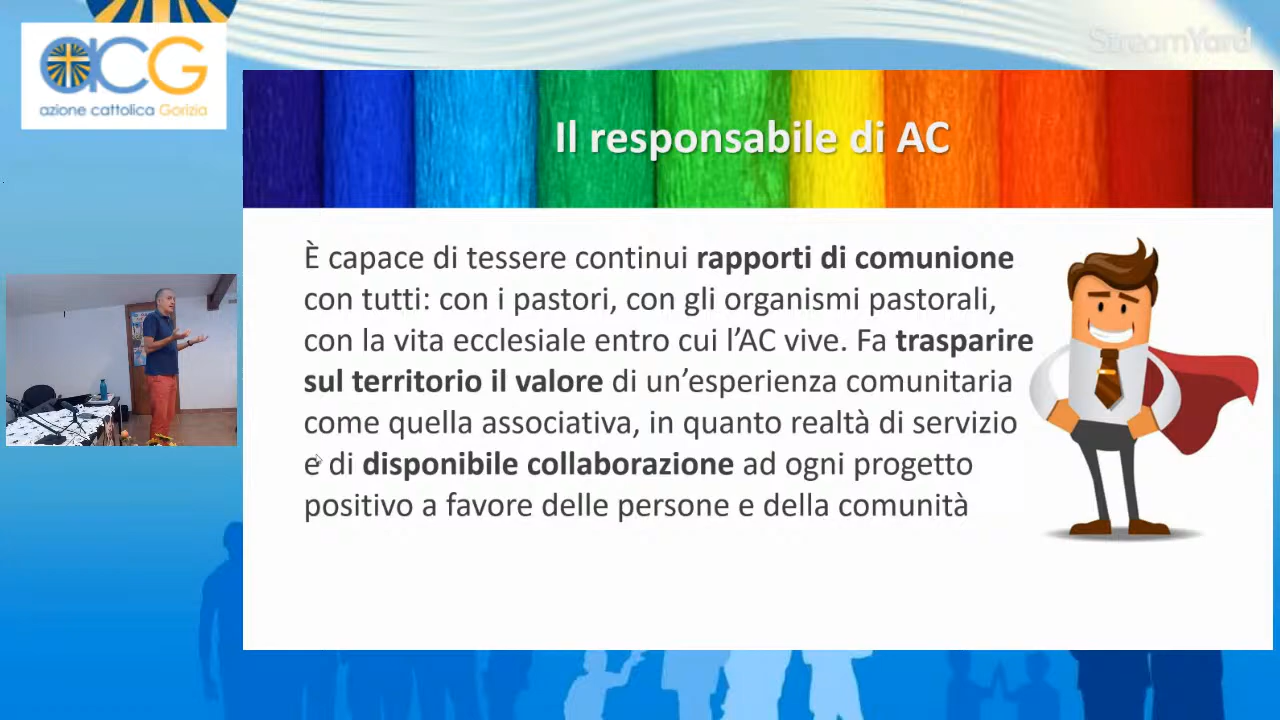 StreamYard
aCG
azione cattolica Gorizia
Il responsabile di AC
È capace di tessere continui rapporti di comunione
con tutti: con i pastori, con gli organismi pastorali,
con la vita ecclesiale entro cui l’AC vive. Fa trasparire
sul territorio il valore di un’esperienza comunitaria
come quella associativa, in quanto realtà di servizio
e di disponibile collaborazione ad ogni progetto
positivo a favore delle persone e della comunità